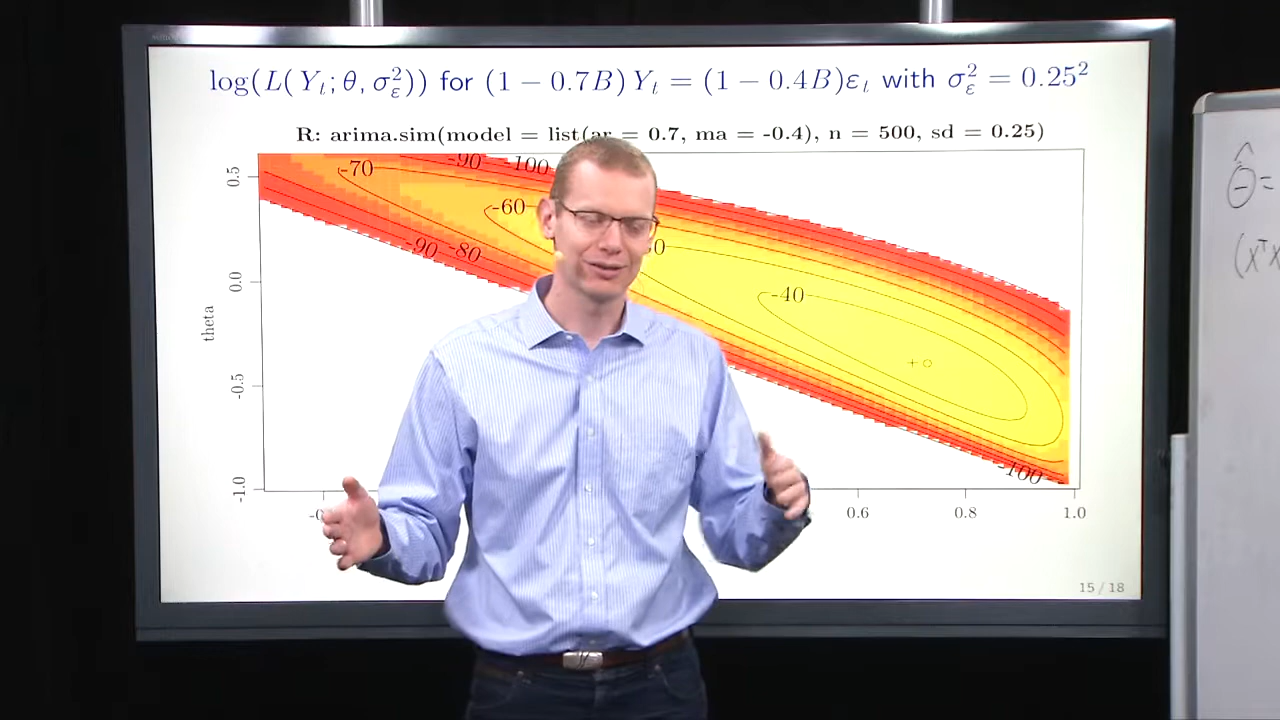 log(L(Y_t; θ, σ_ε^2)) for (1 − 0.7B) Y_t = (1 − 0.4B)ε_t with σ_ε^2 = 0.25^2
R: arima.sim(model = list(ar = 0.7, ma = -0.4), n = 500, sd = 0.25)
-70
-90
-100
0.5
-60
-90
-80
0.0
-40
theta
-0.5
-100
-1.0
0.6
0.8
1.0
15 / 18
Θ̂ =
(x^T x